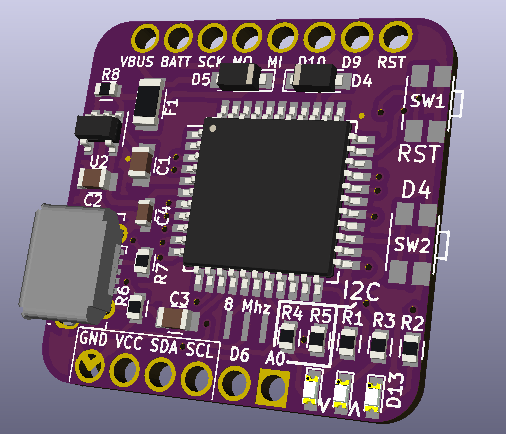 VBUS BATT SCK MO MI D10 D9 RST
R8 D5 D4
F1
SW1
U2
C1
RST
C2
D4
C4
SW2
R7
I2C
R6 C3 8 Mhz R4 R5 R1 R3 R2
GND VCC SDA SCL D6 A0
D13